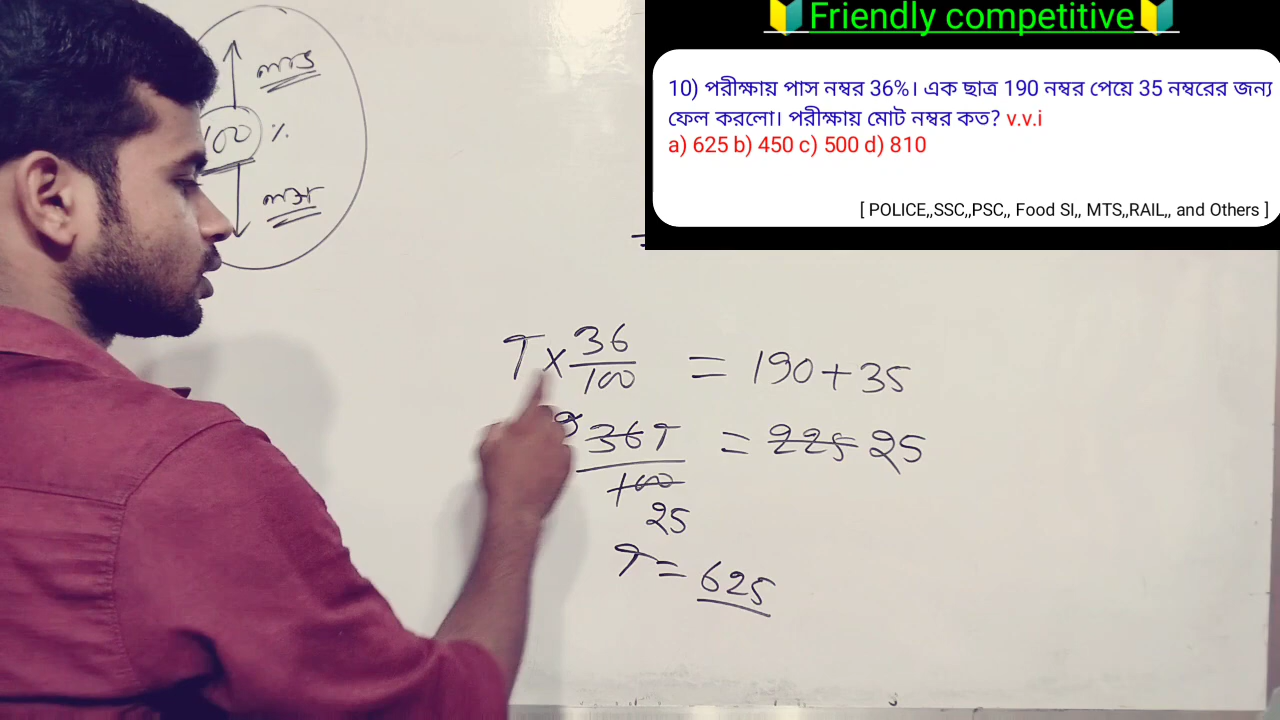 🔰Friendly competitive🔰
10) পরীক্ষায় পাস নম্বর 36%। এক ছাত্র 190 নম্বর পেয়ে 35 নম্বরের জন্য
ফেল করলো। পরীক্ষায় মোট নম্বর কত? v.v.i
a) 625 b) 450 c) 500 d) 810
[ POLICE,,SSC,,PSC,, Food SI,, MTS,,RAIL,, and Others ]
লাভ
100 %
T × 36/100 = 190 + 35
36T/100 = 225 25
25
T = 625